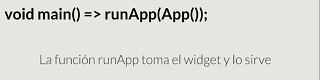 void main() => runApp(App());
La función runApp toma el widget y lo sirve